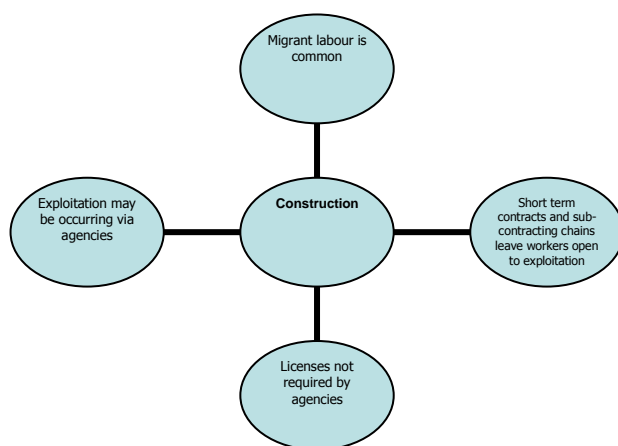 Migrant labour is
common
Exploitation may
be occurring via
agencies
Construction
Short term
contracts and sub-
contracting chains
leave workers open
to exploitation
Licenses not
required by
agencies